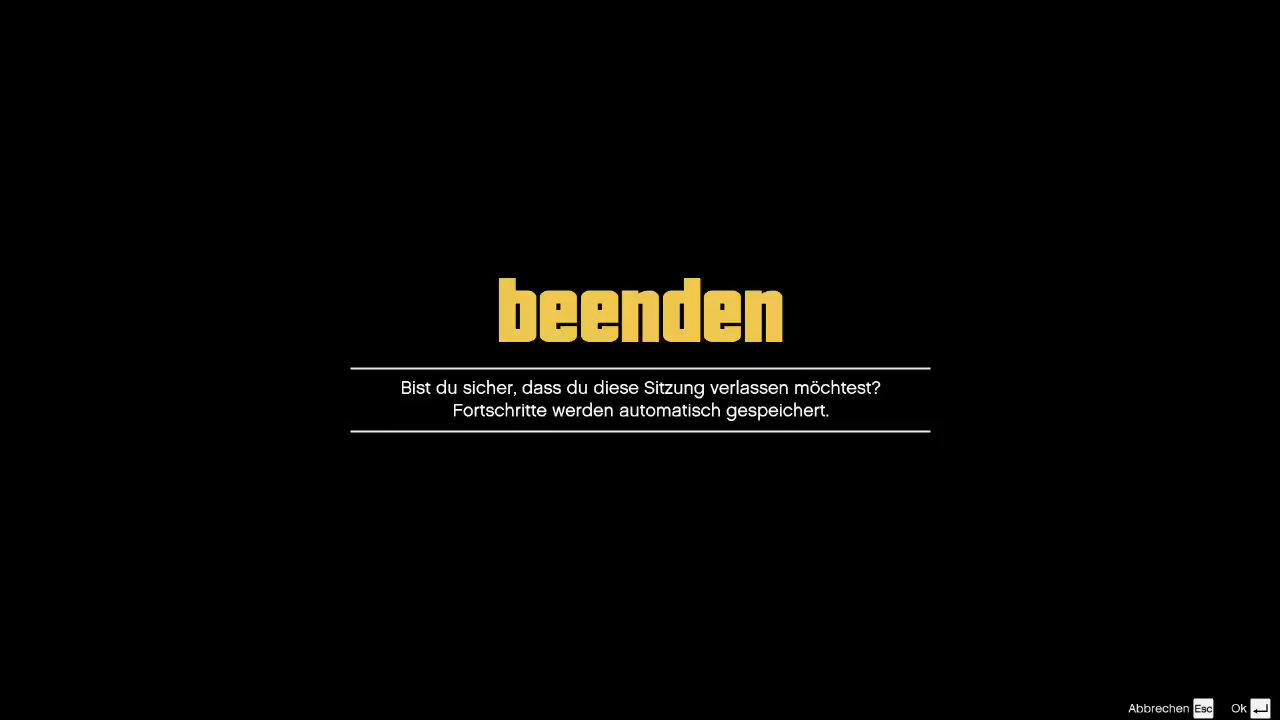 beenden
Bist du sicher, dass du diese Sitzung verlassen möchtest?
Fortschritte werden automatisch gespeichert.
Abbrechen Esc Ok